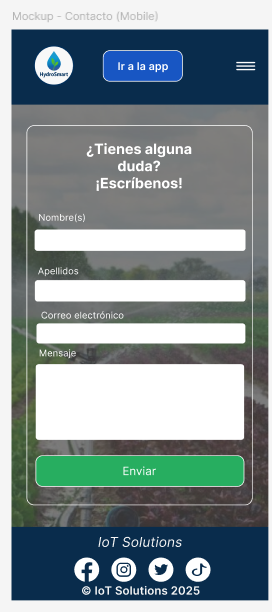 Mockup - Contacto (Mobile)
HydroSmart
Ir a la app
¿Tienes alguna
duda?
¡Escríbenos!
Nombre(s)
Apellidos
Correo electrónico
Mensaje
Enviar
IoT Solutions
© IoT Solutions 2025